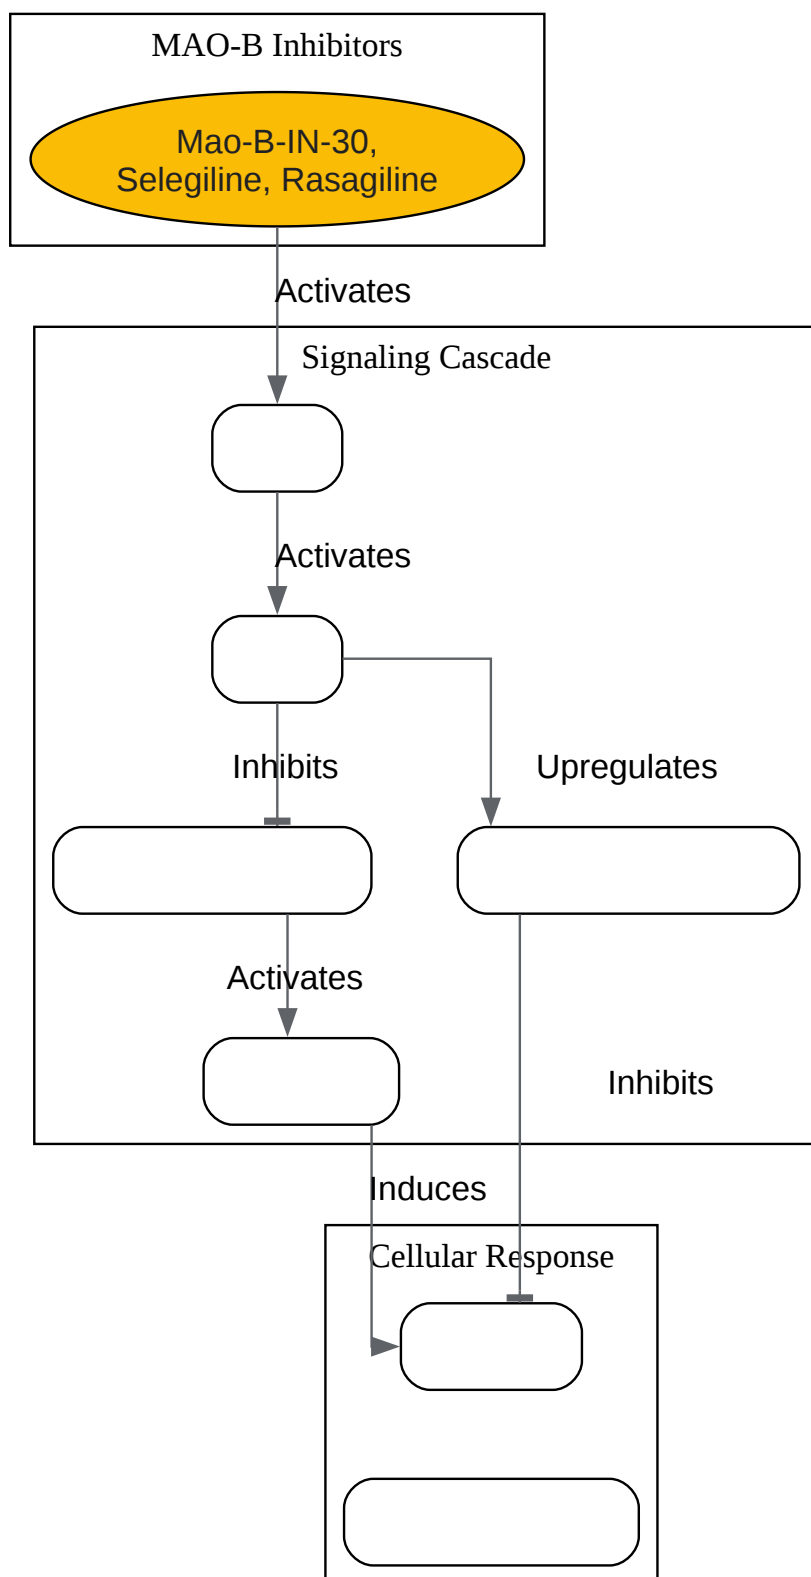 MAO-B Inhibitors
Mao-B-IN-30,
Selegiline, Rasagiline
Activates
Signaling Cascade
Activates
Inhibits
Upregulates
Activates
Inhibits
Induces
Cellular Response